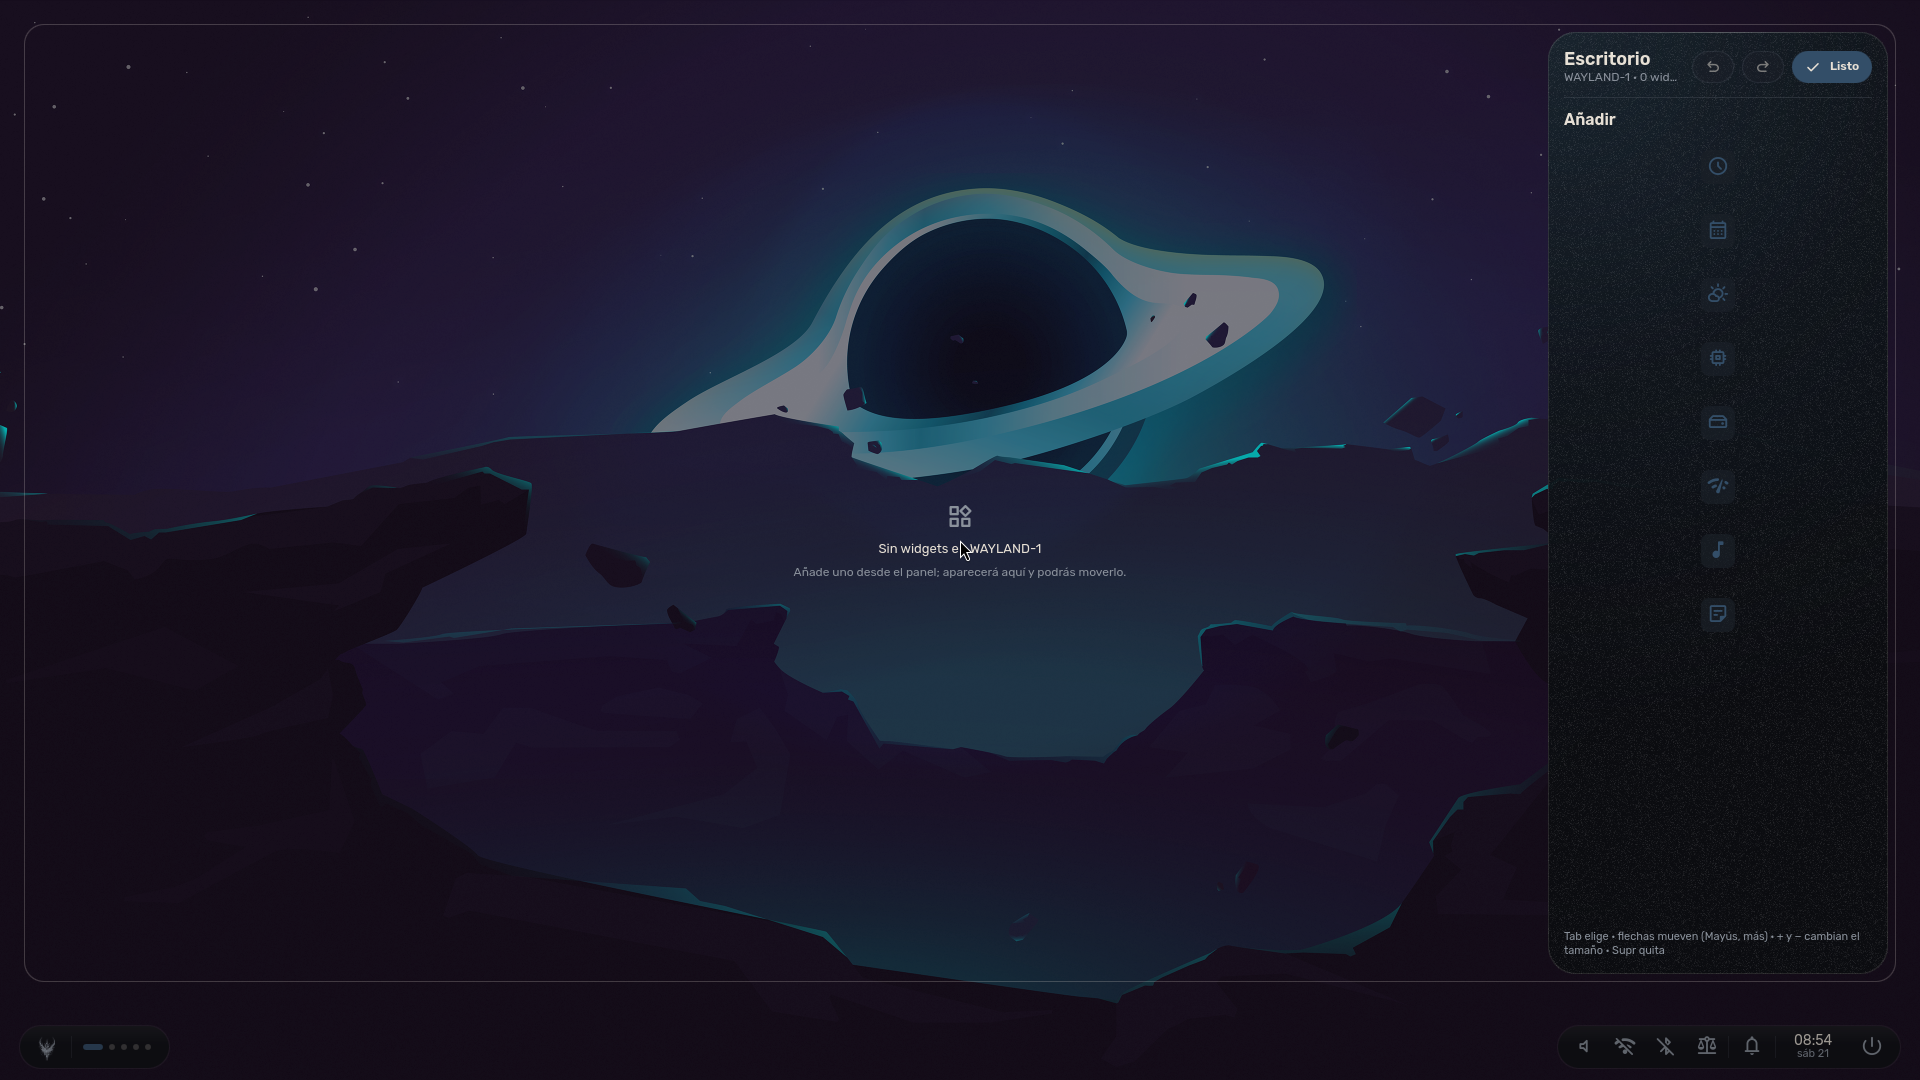 Escritorio
WAYLAND-1 • 0 wid...
Listo
Añadir
Sin widgets e WAYLAND-1
Añade uno desde el panel; aparecerá aquí y podrás moverlo.
Tab elige • flechas mueven (Mayús, más) • + y − cambian el
tamaño • Supr quita
08:54
sáb 21